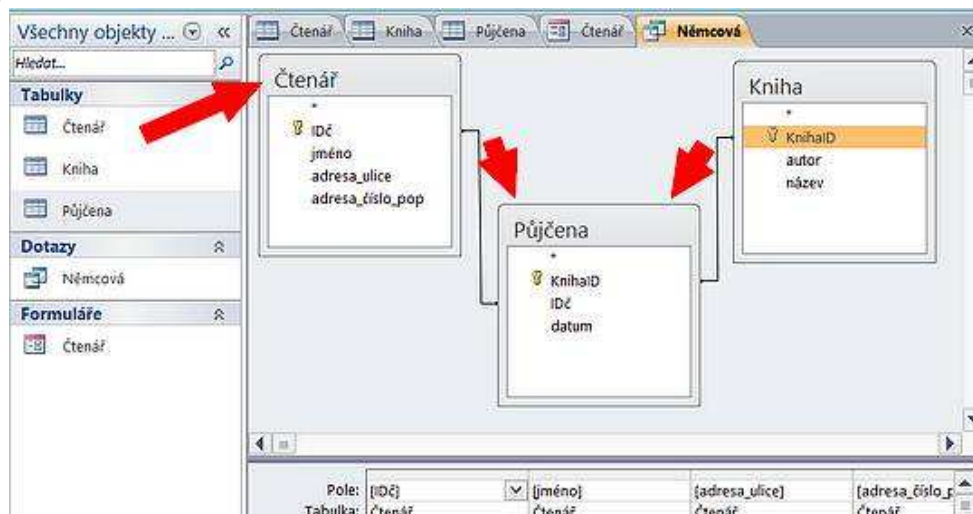 Všechny objekty ... «
Čtenář Kniha Půjčena Čtenář Němcová
Hledat...
Tabulky
Čtenář
Kniha
Půjčena
Dotazy
Němcová
Formuláře
Čtenář
Čtenář
*
IDč
jméno
adresa_ulice
adresa_číslo_pop
Půjčena
*
KnihaID
IDč
datum
Kniha
*
KnihaID
autor
název
Pole: [IDč] [jméno] [adresa_ulice] [adresa_číslo_p
Tabulka: Čtenář Čtenář Čtenář Čtenář